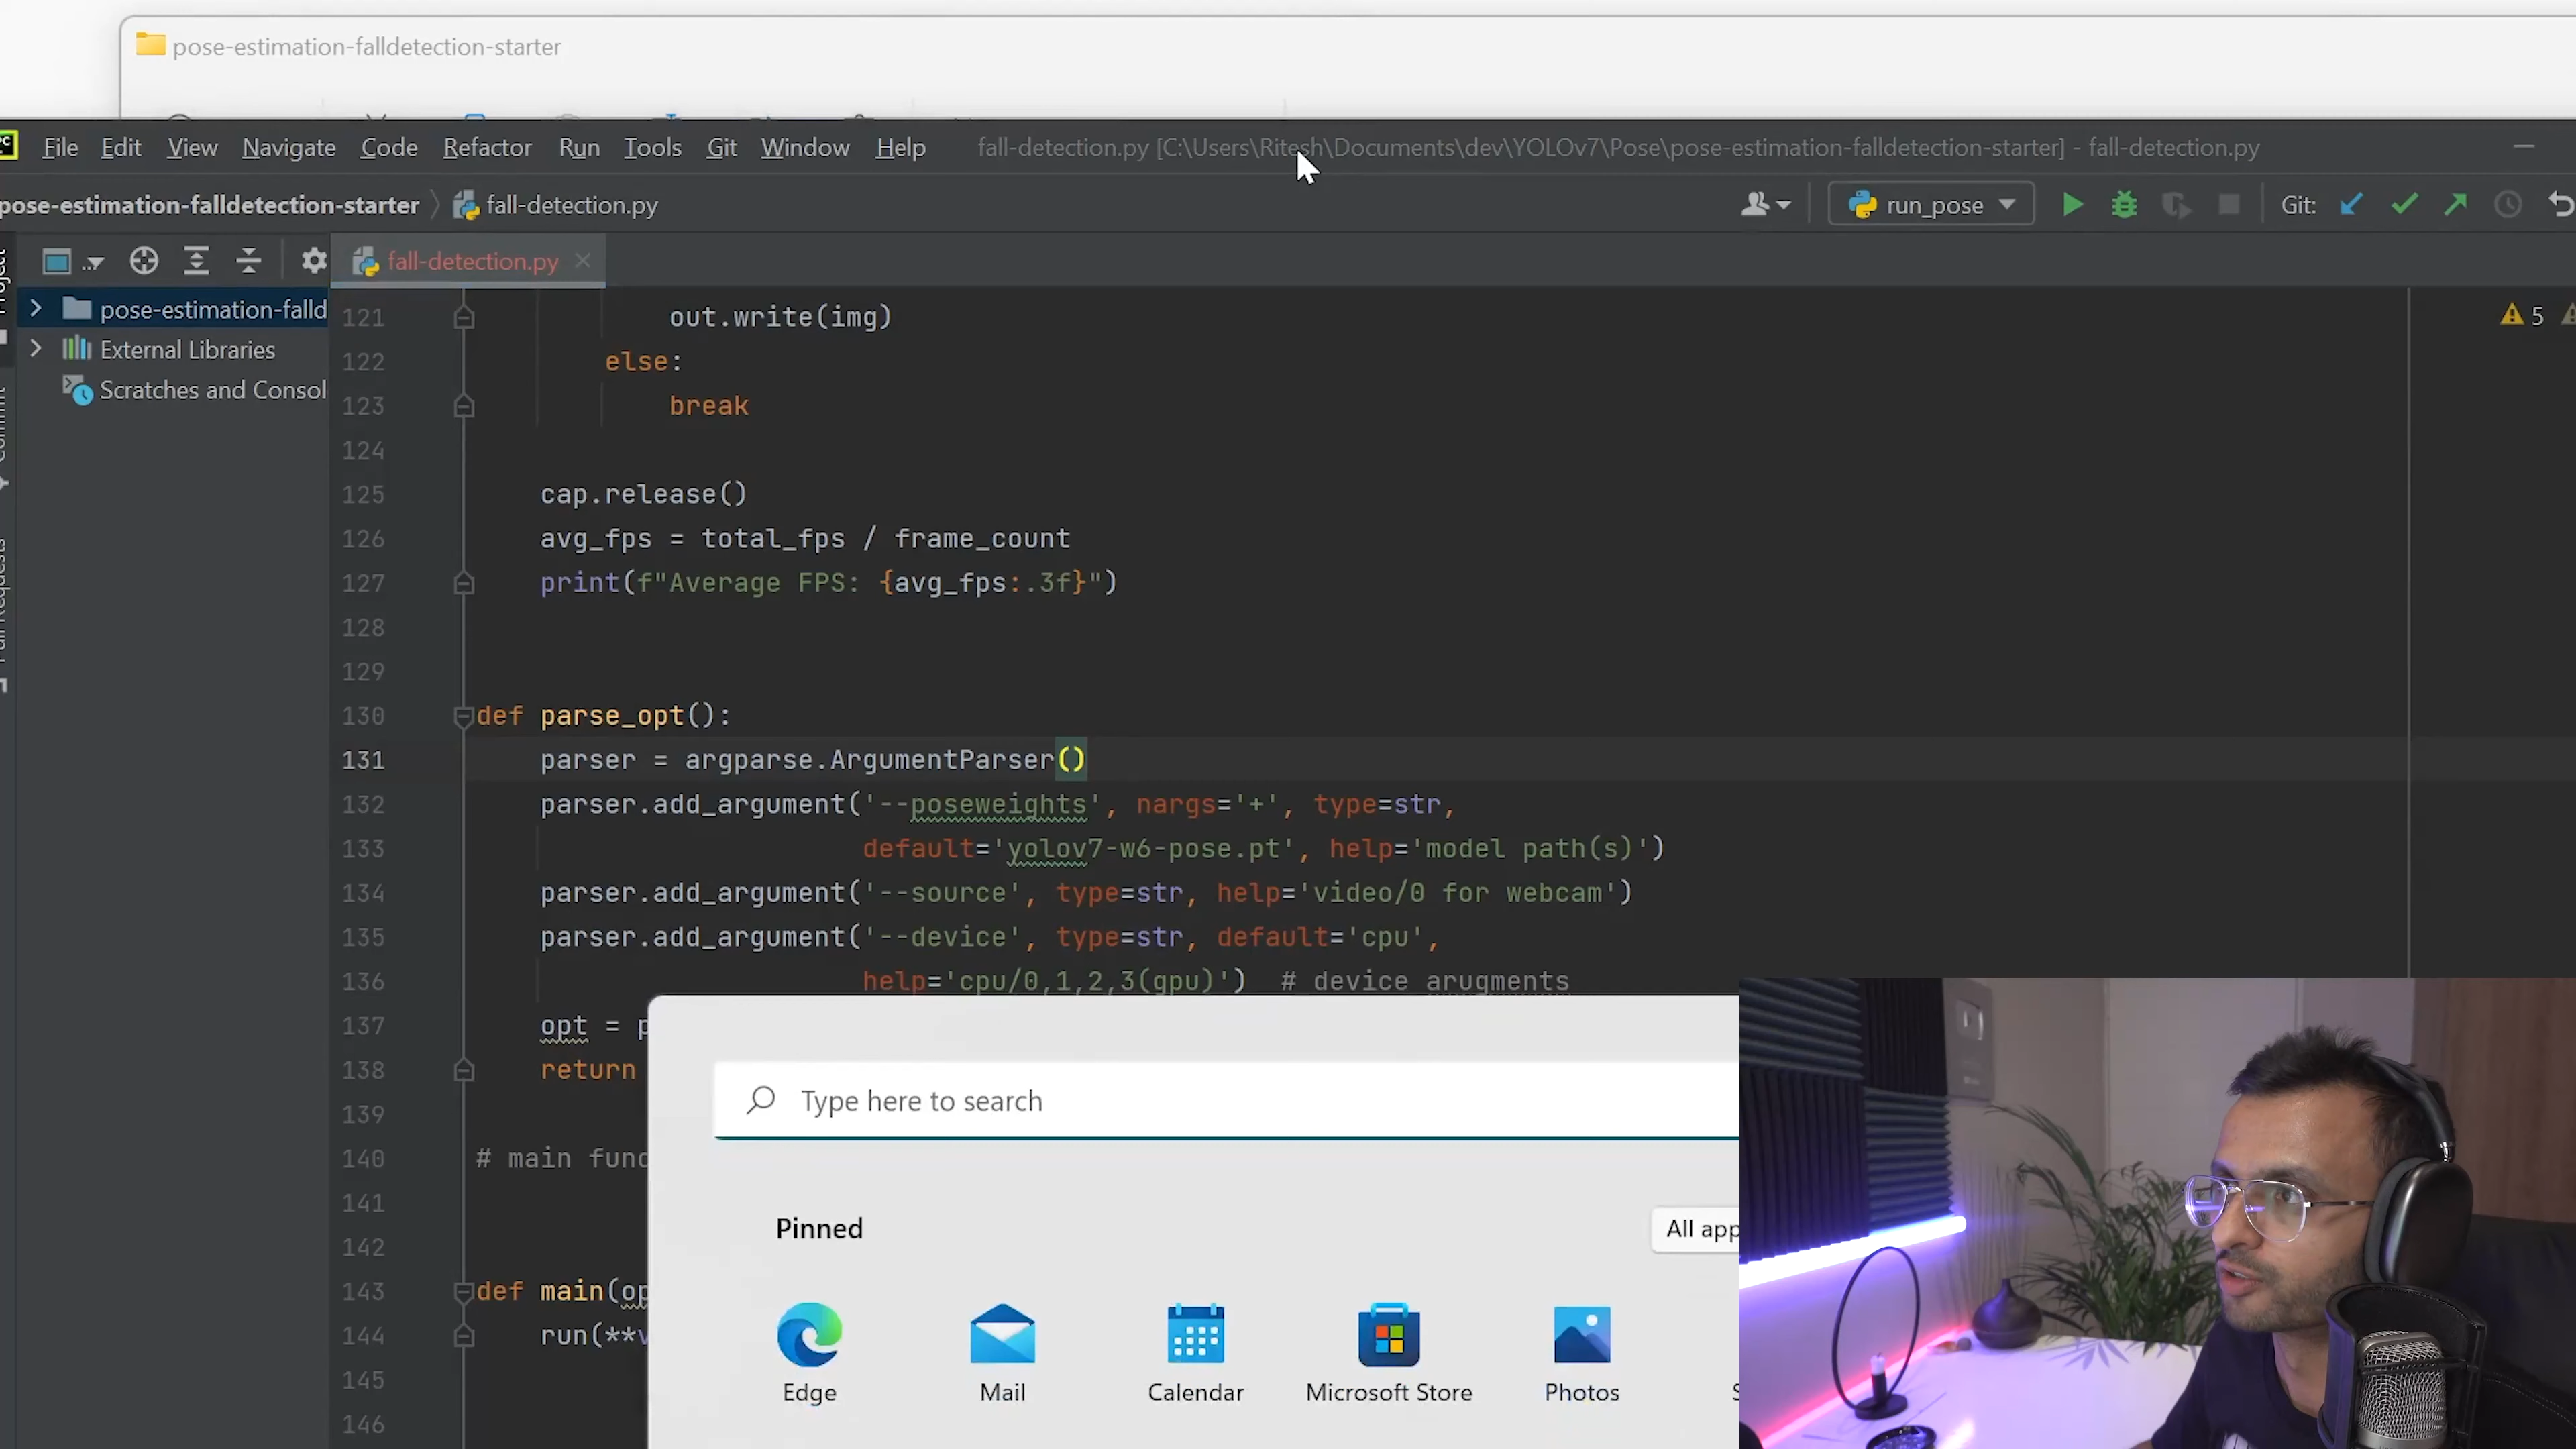 pose-estimation-falldetection-starter
File Edit View Navigate Code Refactor Run Tools Git Window Help fall-detection.py [C:\Users\Ritesh\Documents\dev\YOLOv7\Pose\pose-estimation-falldetection-starter] - fall-detection.py
pose-estimation-falldetection-starter fall-detection.py run_pose Git:
fall-detection.py
pose-estimation-falld
External Libraries
Scratches and Consol
5
121 out.write(img)
122 else:
123 break
124
125 cap.release()
126 avg_fps = total_fps / frame_count
127 print(f"Average FPS: {avg_fps:.3f}")
128
129
130 def parse_opt():
131 parser = argparse.ArgumentParser()
132 parser.add_argument('--poseweights', nargs='+', type=str,
133 default='yolov7-w6-pose.pt', help='model path(s)')
134 parser.add_argument('--source', type=str, help='video/0 for webcam')
135 parser.add_argument('--device', type=str, default='cpu',
136 help='cpu/0,1,2,3(gpu)') # device arugments
137 opt = p
138 return
139
140 # main func
141
142
143 def main(op
144 run(**v
145
146
Type here to search
Pinned
All app
Edge Mail Calendar Microsoft Store Photos